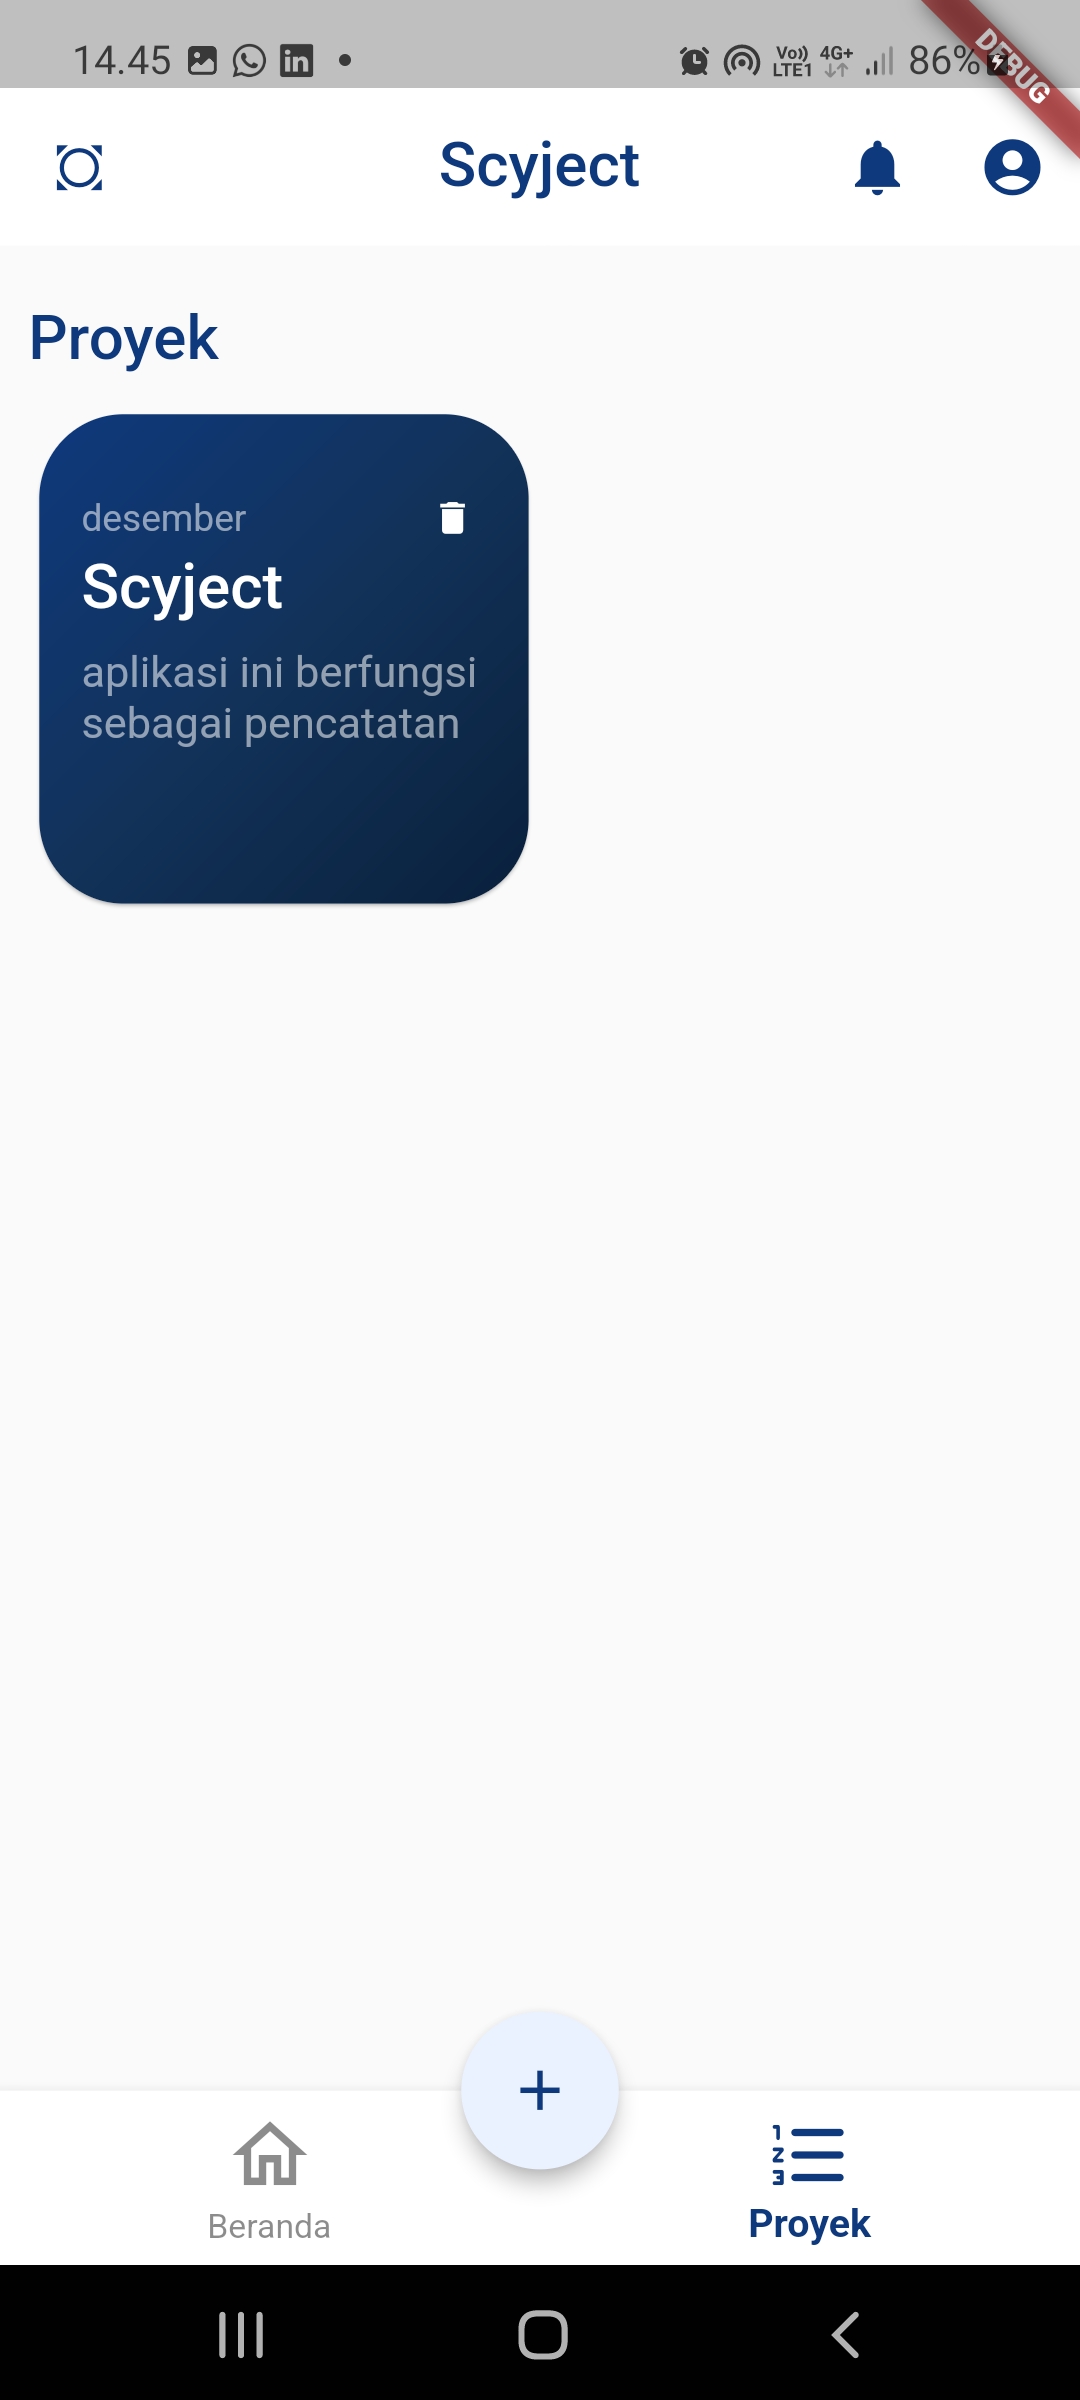 14.45
Vo)) LTE1 4G+ 86%
DEBUG
Scyject
Proyek
desember
Scyject
aplikasi ini berfungsi
sebagai pencatatan
Beranda
Proyek